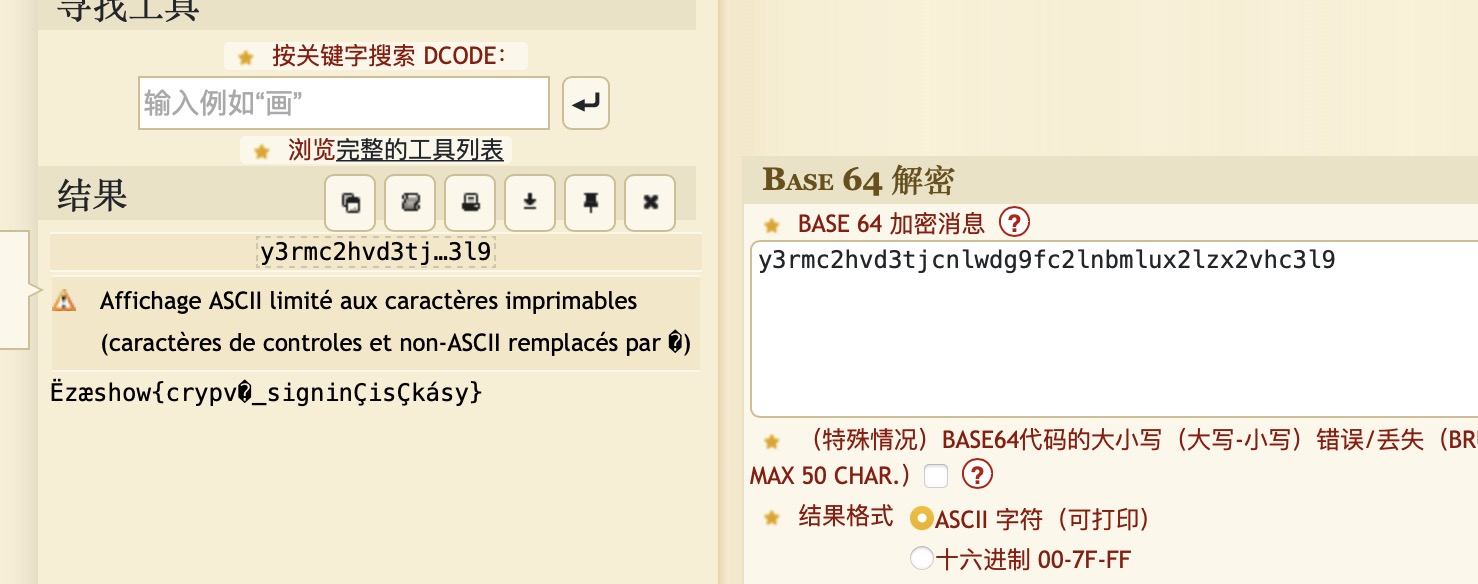 寻找工具
按关键字搜索 DCODE：
输入例如“画”
浏览完整的工具列表
结果
y3rmc2hvd3tj…3l9
Affichage ASCII limité aux caractères imprimables
(caractères de controles et non-ASCII remplacés par �)
Ëzæshow{crypv�_signinÇisÇkásy}
BASE 64 解密
BASE 64 加密消息 ?
y3rmc2hvd3tjcnlwdg9fc2lnbmlux2lzx2vhc3l9
（特殊情况）BASE64代码的大小写（大写-小写）错误/丢失（BR
MAX 50 CHAR.） ?
结果格式 ASCII 字符（可打印）
十六进制 00-7F-FF